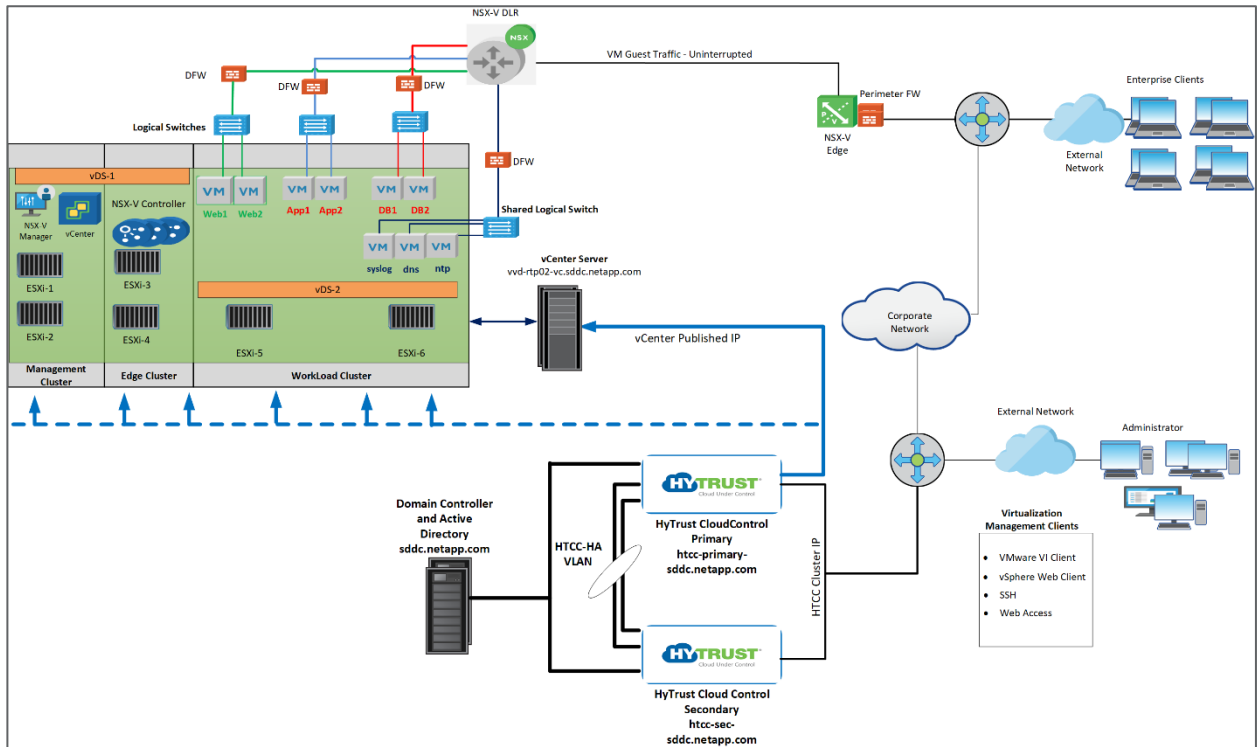 NSX-V DLR
NSX
VM Guest Traffic - Uninterrupted
DFW
DFW
DFW
Logical Switches
Perimeter FW
NSX-V
Edge
Enterprise Clients
External
Network
DFW
vDS-1
NSX-V
Manager
vCenter
NSX-V Controller
VM
VM
Web1
Web2
VM
VM
App1
App2
VM
VM
DB1
DB2
Shared Logical Switch
VM
VM
VM
syslog
dns
ntp
vDS-2
ESXi-1
ESXi-2
ESXi-3
ESXi-4
ESXi-5
ESXi-6
Management
Cluster
Edge Cluster
WorkLoad Cluster
vCenter Server
vvd-rtp02-vc.sddc.netapp.com
vCenter Published IP
Corporate
Network
External Network
Administrator
Domain Controller
and Active
Directory
sddc.netapp.com
HTCC-HA
VLAN
HYTRUST
Cloud Under Control
HyTrust CloudControl
Primary
htcc-primary-
sddc.netapp.com
HTCC Cluster IP
HYTRUST
Cloud Under Control
HyTrust Cloud Control
Secondary
htcc-sec-
sddc.netapp.com
Virtualization
Management Clients
• VMware VI Client
• vSphere Web Client
• SSH
• Web Access